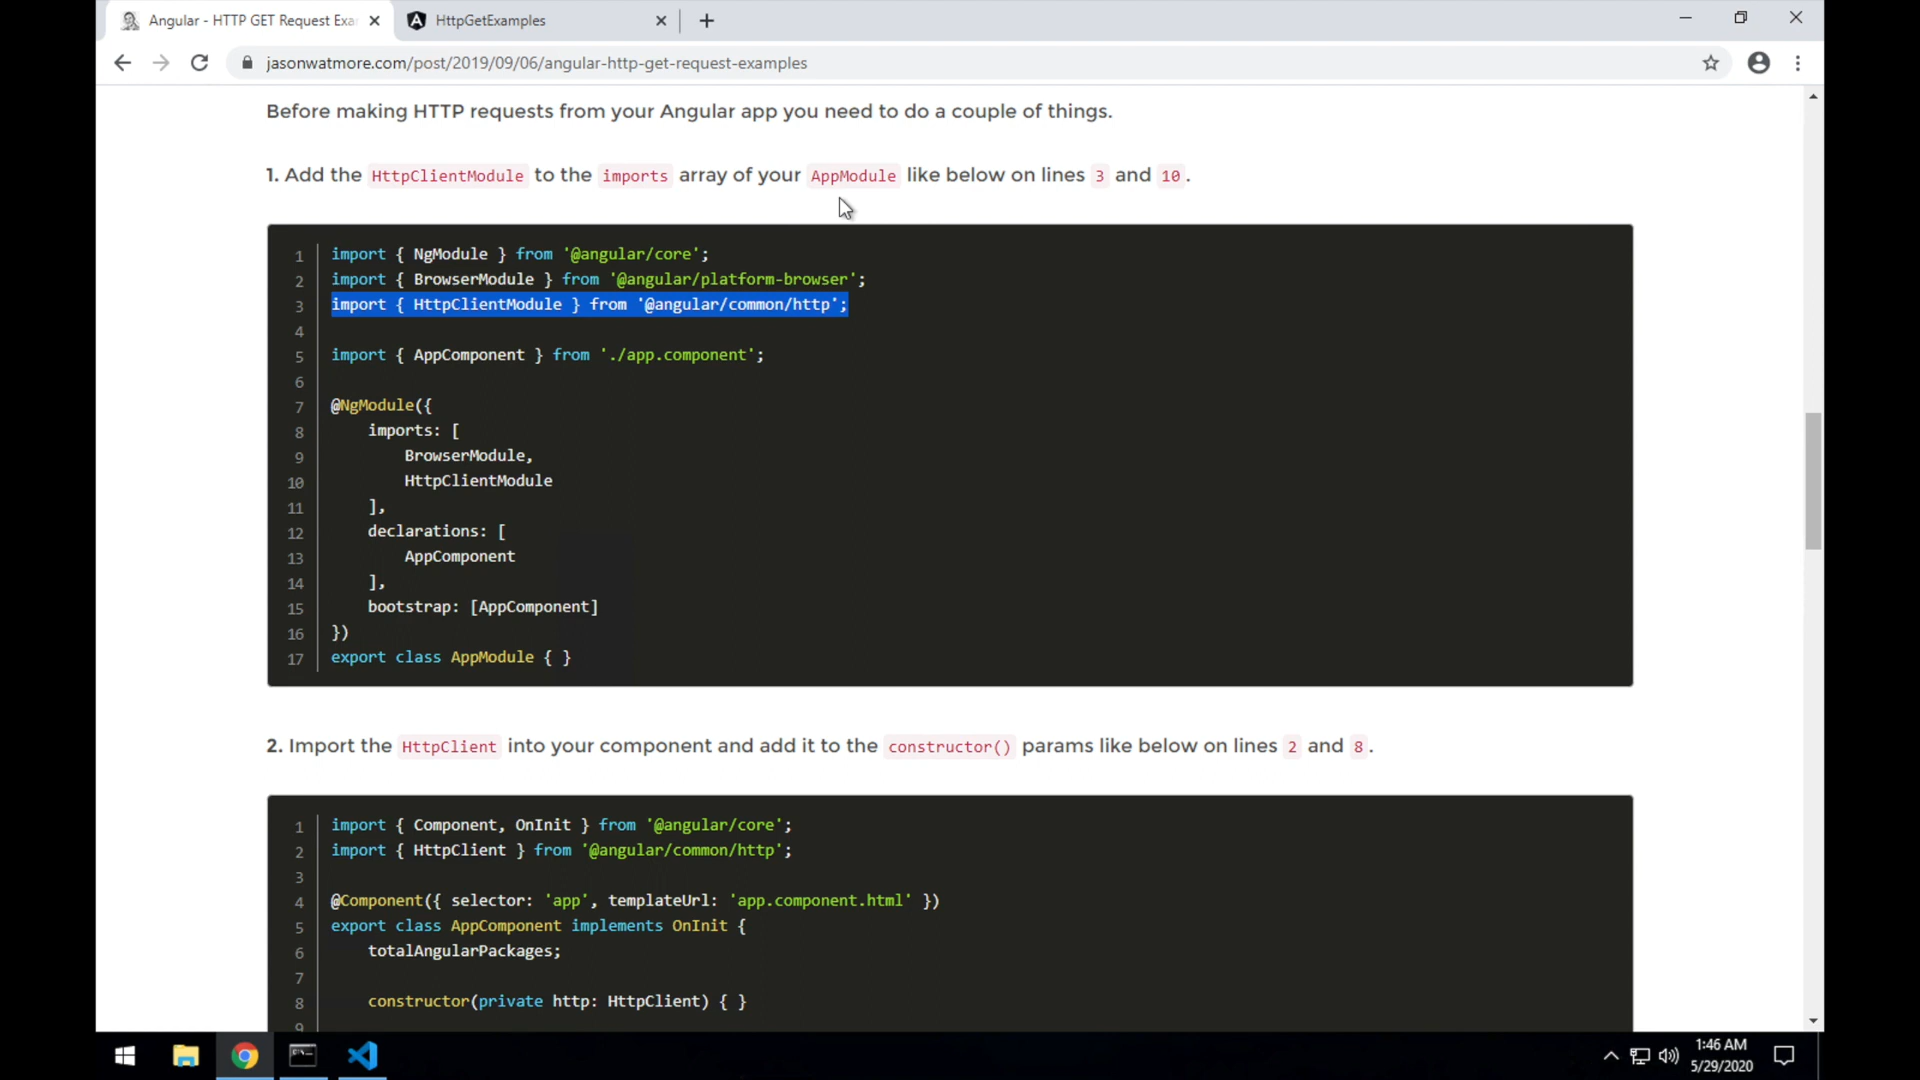 Angular - HTTP GET Request Exa
HttpGetExamples
jasonwatmore.com/post/2019/09/06/angular-http-get-request-examples
Before making HTTP requests from your Angular app you need to do a couple of things.
1. Add the HttpClientModule to the imports array of your AppModule like below on lines 3 and 10.
1 import { NgModule } from '@angular/core';
2 import { BrowserModule } from '@angular/platform-browser';
3 import { HttpClientModule } from '@angular/common/http';
4
5 import { AppComponent } from './app.component';
6
7 @NgModule({
8 imports: [
9 BrowserModule,
10 HttpClientModule
11 ],
12 declarations: [
13 AppComponent
14 ],
15 bootstrap: [AppComponent]
16 })
17 export class AppModule { }
2. Import the HttpClient into your component and add it to the constructor() params like below on lines 2 and 8.
1 import { Component, OnInit } from '@angular/core';
2 import { HttpClient } from '@angular/common/http';
3
4 @Component({ selector: 'app', templateUrl: 'app.component.html' })
5 export class AppComponent implements OnInit {
6 totalAngularPackages;
7
8 constructor(private http: HttpClient) { }
9
1:46 AM
5/29/2020